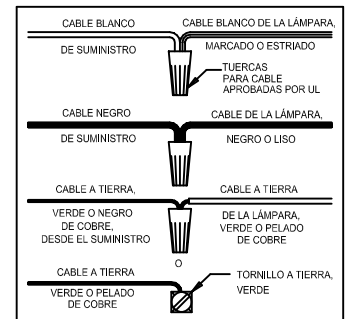 CABLE BLANCO
DE SUMINISTRO
CABLE BLANCO DE LA LÁMPARA,
MARCADO O ESTRIADO
TUERCAS
PARA CABLE
APROBADAS POR UL
CABLE NEGRO
DE SUMINISTRO
CABLE DE LA LÁMPARA,
NEGRO O LISO
CABLE A TIERRA,
VERDE O NEGRO
DE COBRE,
DESDE EL SUMINISTRO
CABLE A TIERRA
DE LA LÁMPARA,
VERDE O PELADO
DE COBRE
O
CABLE A TIERRA
VERDE O PELADO
DE COBRE
TORNILLO A TIERRA,
VERDE